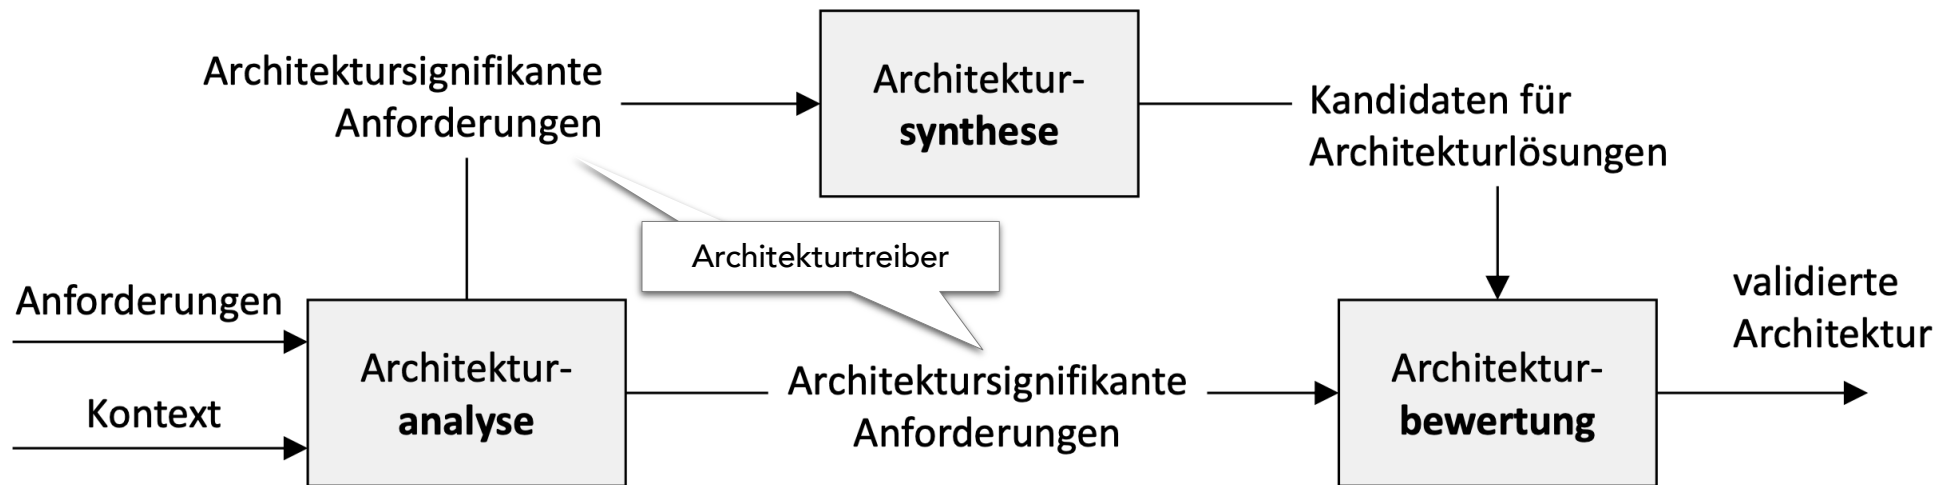 Architektursignifikante
Anforderungen
Architektur-
synthese
Kandidaten für
Architekturlösungen
Architekturtreiber
Anforderungen
Kontext
Architektur-
analyse
Architektursignifikante
Anforderungen
Architektur-
bewertung
validierte
Architektur